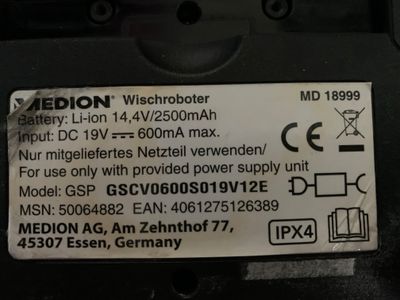 MEDION® Wischroboter MD 18999
Battery: Li-ion 14,4V/2500mAh
Input: DC 19V⎓600mA max.
Nur mitgeliefertes Netzteil verwenden/
For use only with provided power supply unit
Model: GSP GSCV0600S019V12E
MSN: 50064882 EAN: 4061275126389
MEDION AG, Am Zehnthof 77,
45307 Essen, Germany
CE
IPX4